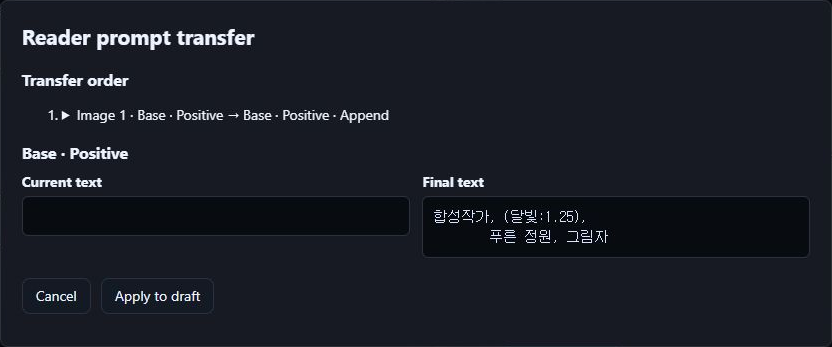 Reader prompt transfer
Transfer order
1. ▶ Image 1 · Base · Positive → Base · Positive · Append
Base · Positive
Current text
Final text
합성작가, (달빛:1.25),
푸른 정원, 그림자
Cancel
Apply to draft